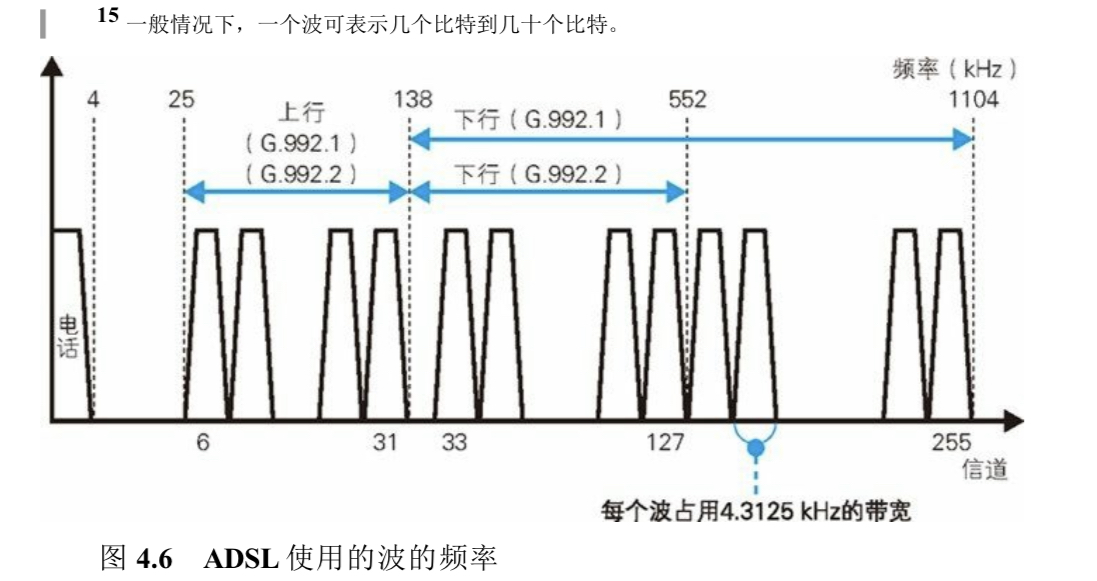 15 一般情况下，一个波可表示几个比特到几十个比特。
频率（kHz）
4 25 138 552 1104
上行
（G.992.1）
（G.992.2）
下行（G.992.1）
下行（G.992.2）
电话
6 31 33 127 255
信道
每个波占用4.3125 kHz的带宽
图 4.6 ADSL 使用的波的频率